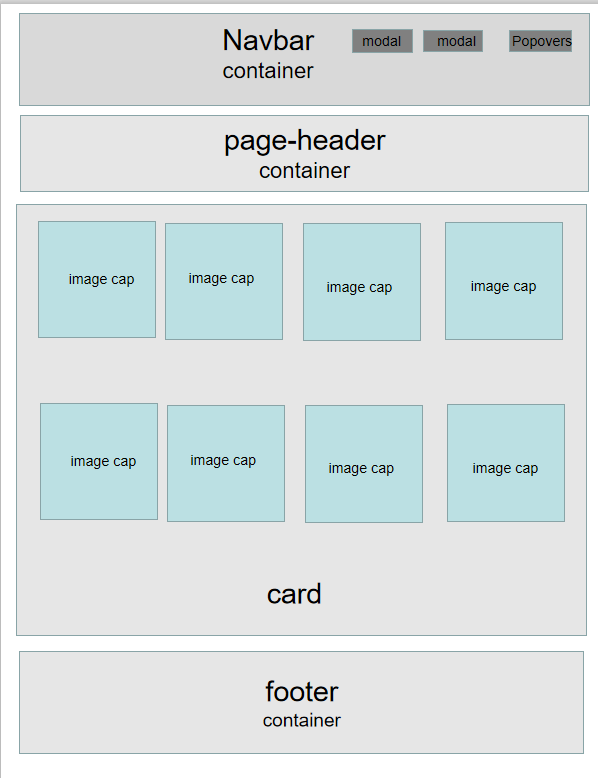 Navbar
container
modal
modal
Popovers
page-header
container
image cap
image cap
image cap
image cap
image cap
image cap
image cap
image cap
card
footer
container